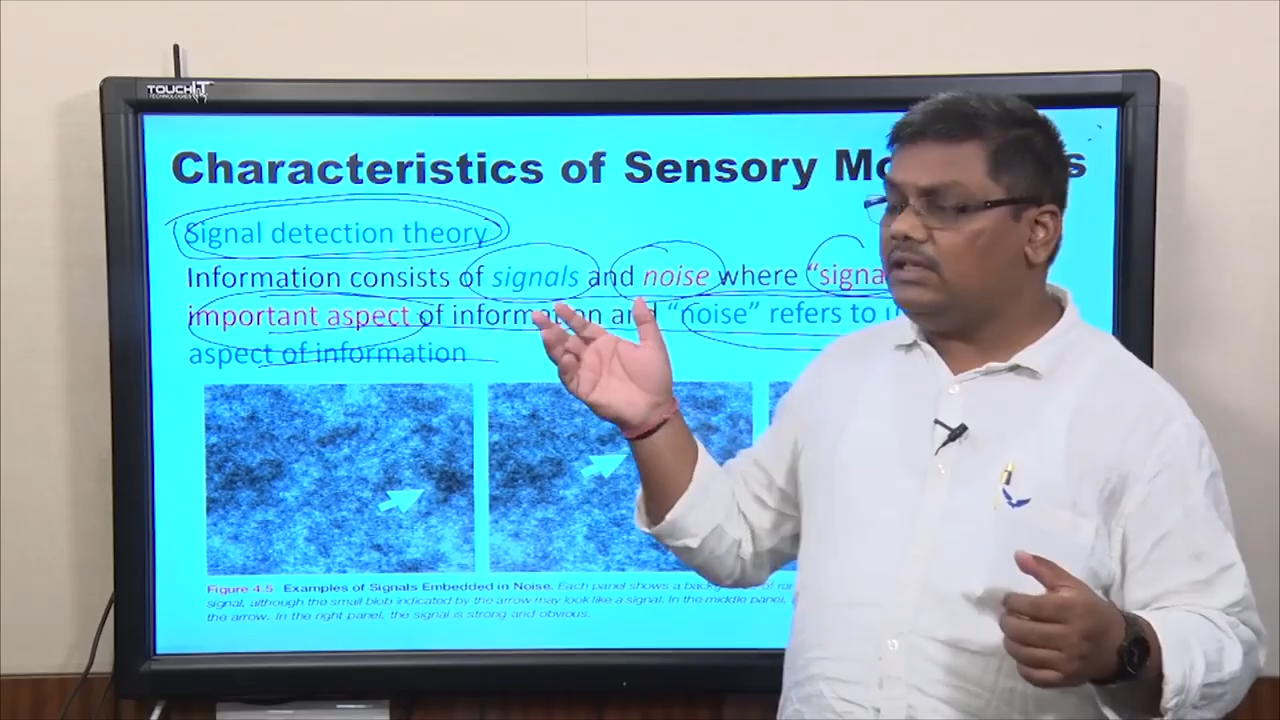 TOUCHIT
TECHNOLOGIES
Characteristics of Sensory
Signal detection theory
Information consists of signals and noise where "signa
important aspect of information and "noise" refers to
aspect of information
Figure 4.5 Examples of Signals Embedded in Noise. Each panel shows a of
signal, although the small blob indicated by the arrow may look like a signal. In the middle panel,
the arrow. In the right panel, the signal is strong and obvious.